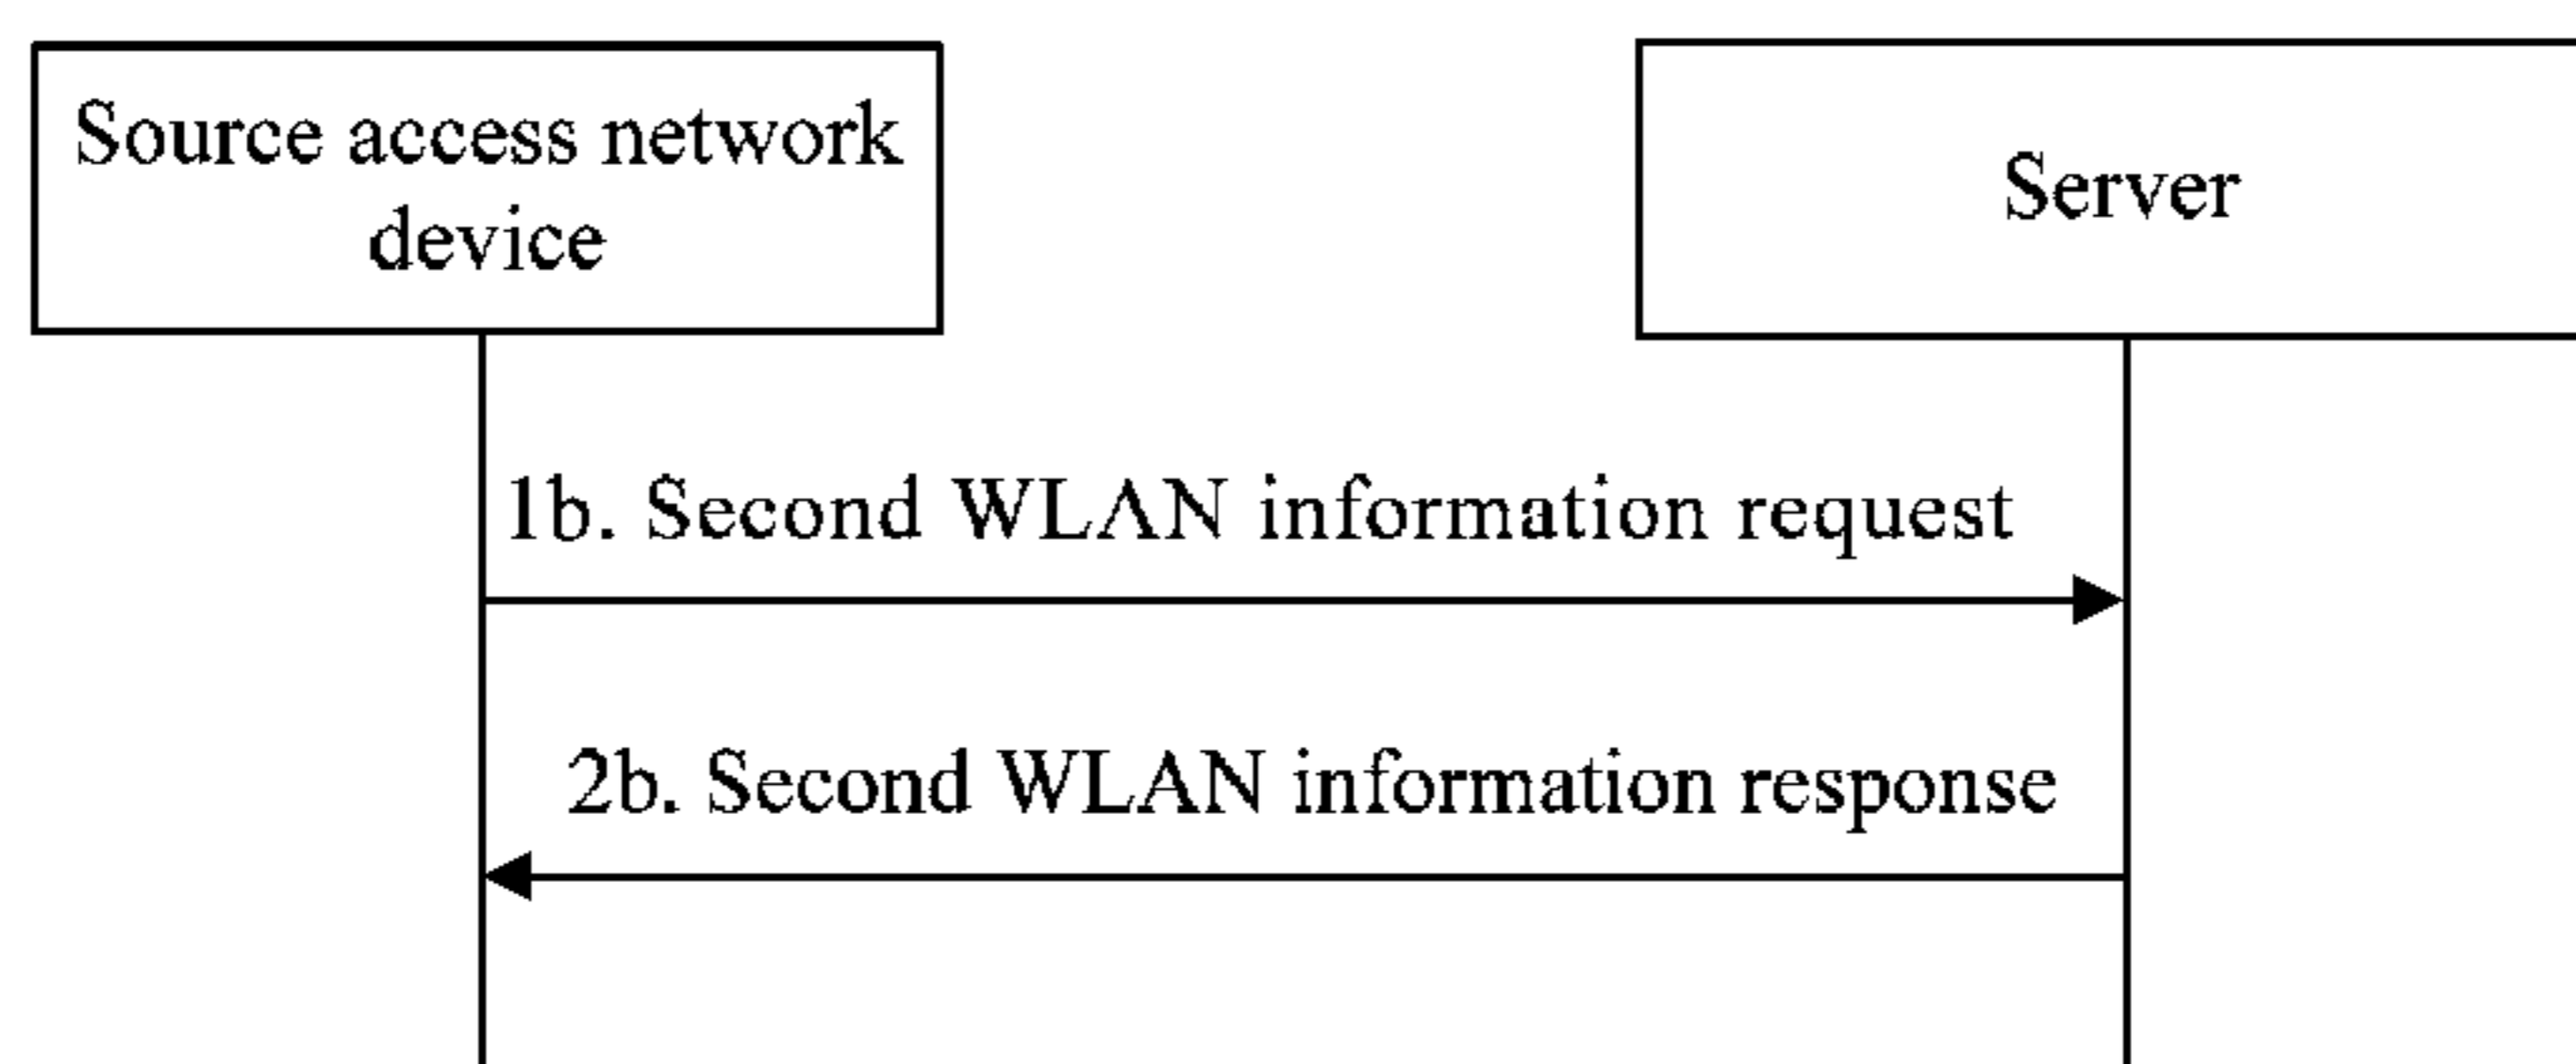 Source access network
device
Server
1b. Second WLAN information request
2b. Second WLAN information response